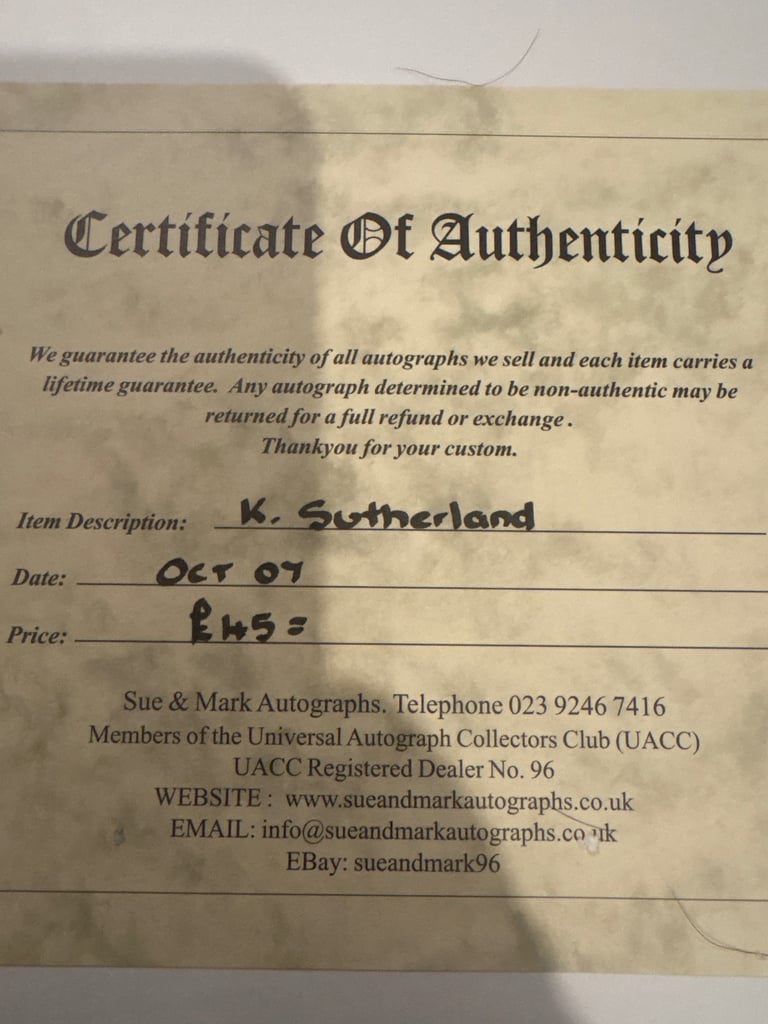 Certificate Of Authenticity
We guarantee the authenticity of all autographs we sell and each item carries a
lifetime guarantee. Any autograph determined to be non-authentic may be
returned for a full refund or exchange.
Thankyou for your custom.
Item Description: K. Sutherland
Date: OCT 07
Price: £45=
Sue & Mark Autographs. Telephone 023 9246 7416
Members of the Universal Autograph Collectors Club (UACC)
UACC Registered Dealer No. 96
WEBSITE : www.sueandmarkautographs.co.uk
EMAIL: info@sueandmarkautographs.co.uk
EBay: sueandmark96